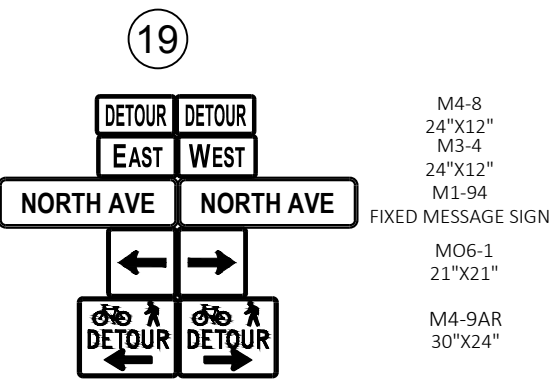 19
DETOUR DETOUR
EAST WEST
NORTH AVE NORTH AVE
DETOUR DETOUR
M4-8
24"X12"
M3-4
24"X12"
M1-94
FIXED MESSAGE SIGN
MO6-1
21"X21"
M4-9AR
30"X24"